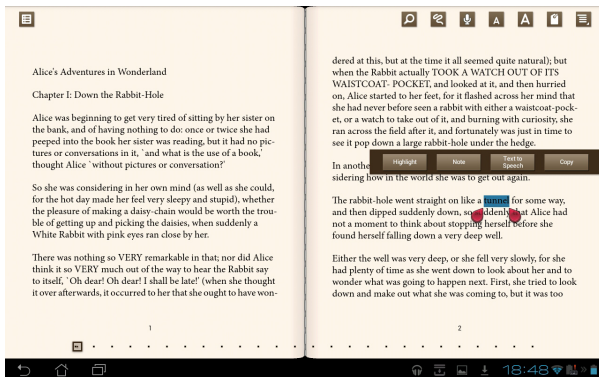 A A
Alice's Adventures in Wonderland
Chapter I: Down the Rabbit-Hole
Alice was beginning to get very tired of sitting by her sister on
the bank, and of having nothing to do: once or twice she had
peeped into the book her sister was reading, but it had no pic-
tures or conversations in it, `and what is the use of a book,'
thought Alice `without pictures or conversation?'
So she was considering in her own mind (as well as she could,
for the hot day made her feel very sleepy and stupid), whether
the pleasure of making a daisy-chain would be worth the trou-
ble of getting up and picking the daisies, when suddenly a
White Rabbit with pink eyes ran close by her.
There was nothing so VERY remarkable in that; nor did Alice
think it so VERY much out of the way to hear the Rabbit say
to itself, `Oh dear! Oh dear! I shall be late!' (when she thought
it over afterwards, it occurred to her that she ought to have won-
1
dered at this, but at the time it all seemed quite natural); but
when the Rabbit actually TOOK A WATCH OUT OF ITS
WAISTCOAT- POCKET, and looked at it, and then hurried
on, Alice started to her feet, for it flashed across her mind that
she had never before seen a rabbit with either a waistcoat-pock-
et, or a watch to take out of it, and burning with curiosity, she
ran across the field after it, and fortunately was just in time to
see it pop down a large rabbit-hole under the hedge.
In anothe
Highlight
Note
Text to
Speech
Copy
sidering how in the world she was to get out again.
The rabbit-hole went straight on like a tunnel for some way,
and then dipped suddenly down, so suddenly that Alice had
not a moment to think about stopping herself before she
found herself falling down a very deep well.
Either the well was very deep, or she fell very slowly, for she
had plenty of time as she went down to look about her and to
wonder what was going to happen next. First, she tried to look
down and make out what she was coming to, but it was too
2
18:48